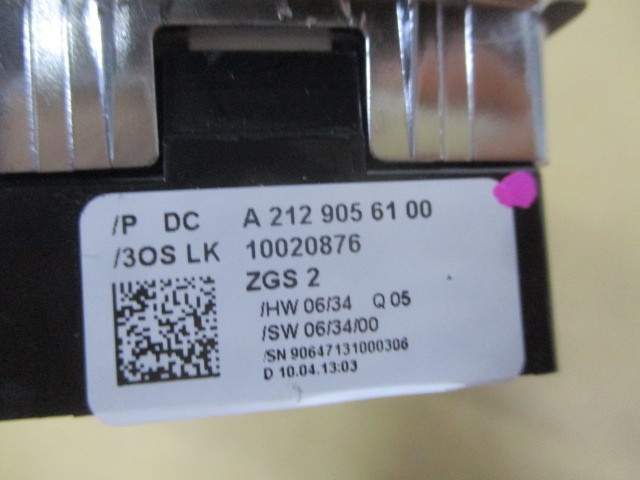 /P DC A 212 905 61 00
/3OS LK 10020876
ZGS 2
/HW 06/34 Q 05
/SW 06/34/00
/SN 90647131000306
D 10.04.13:03